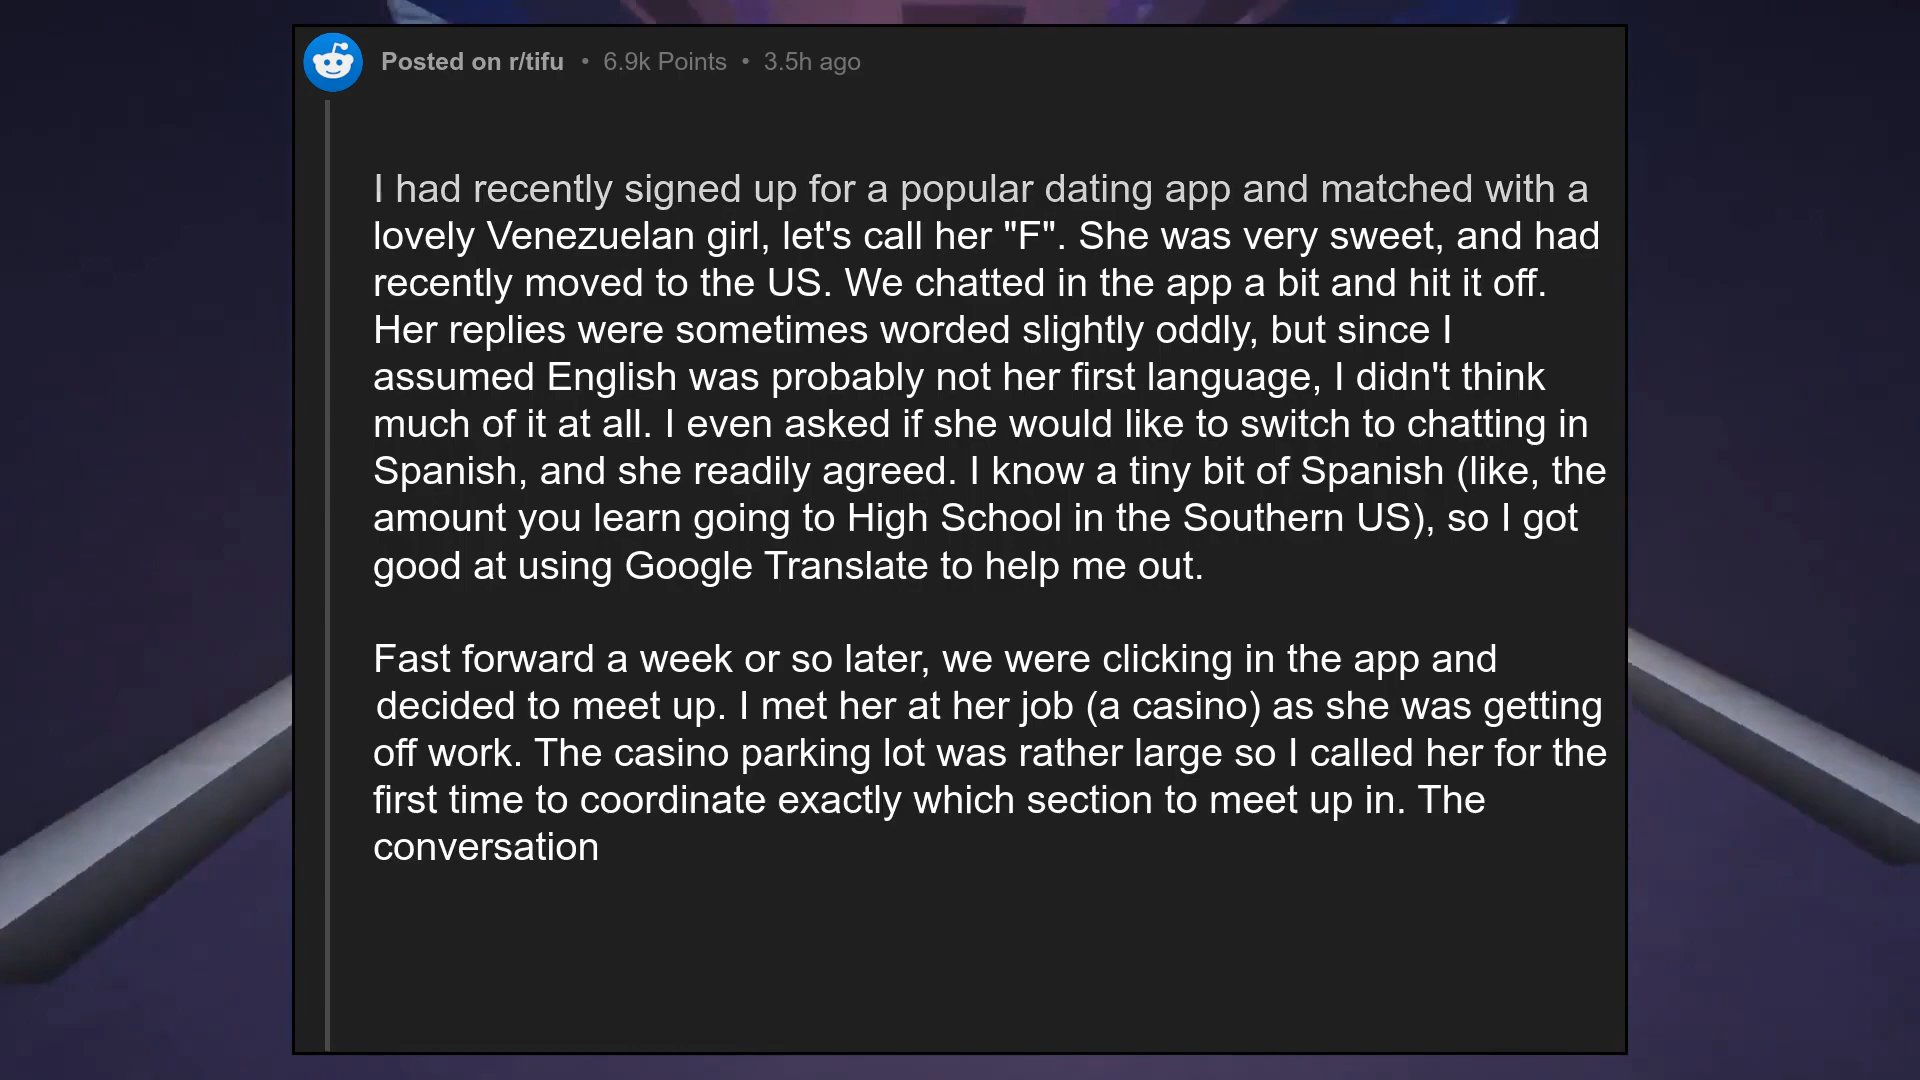 Posted on r/tifu • 6.9k Points • 3.5h ago
I had recently signed up for a popular dating app and matched with a
lovely Venezuelan girl, let's call her "F". She was very sweet, and had
recently moved to the US. We chatted in the app a bit and hit it off.
Her replies were sometimes worded slightly oddly, but since I
assumed English was probably not her first language, I didn't think
much of it at all. I even asked if she would like to switch to chatting in
Spanish, and she readily agreed. I know a tiny bit of Spanish (like, the
amount you learn going to High School in the Southern US), so I got
good at using Google Translate to help me out.
Fast forward a week or so later, we were clicking in the app and
decided to meet up. I met her at her job (a casino) as she was getting
off work. The casino parking lot was rather large so I called her for the
first time to coordinate exactly which section to meet up in. The
conversation